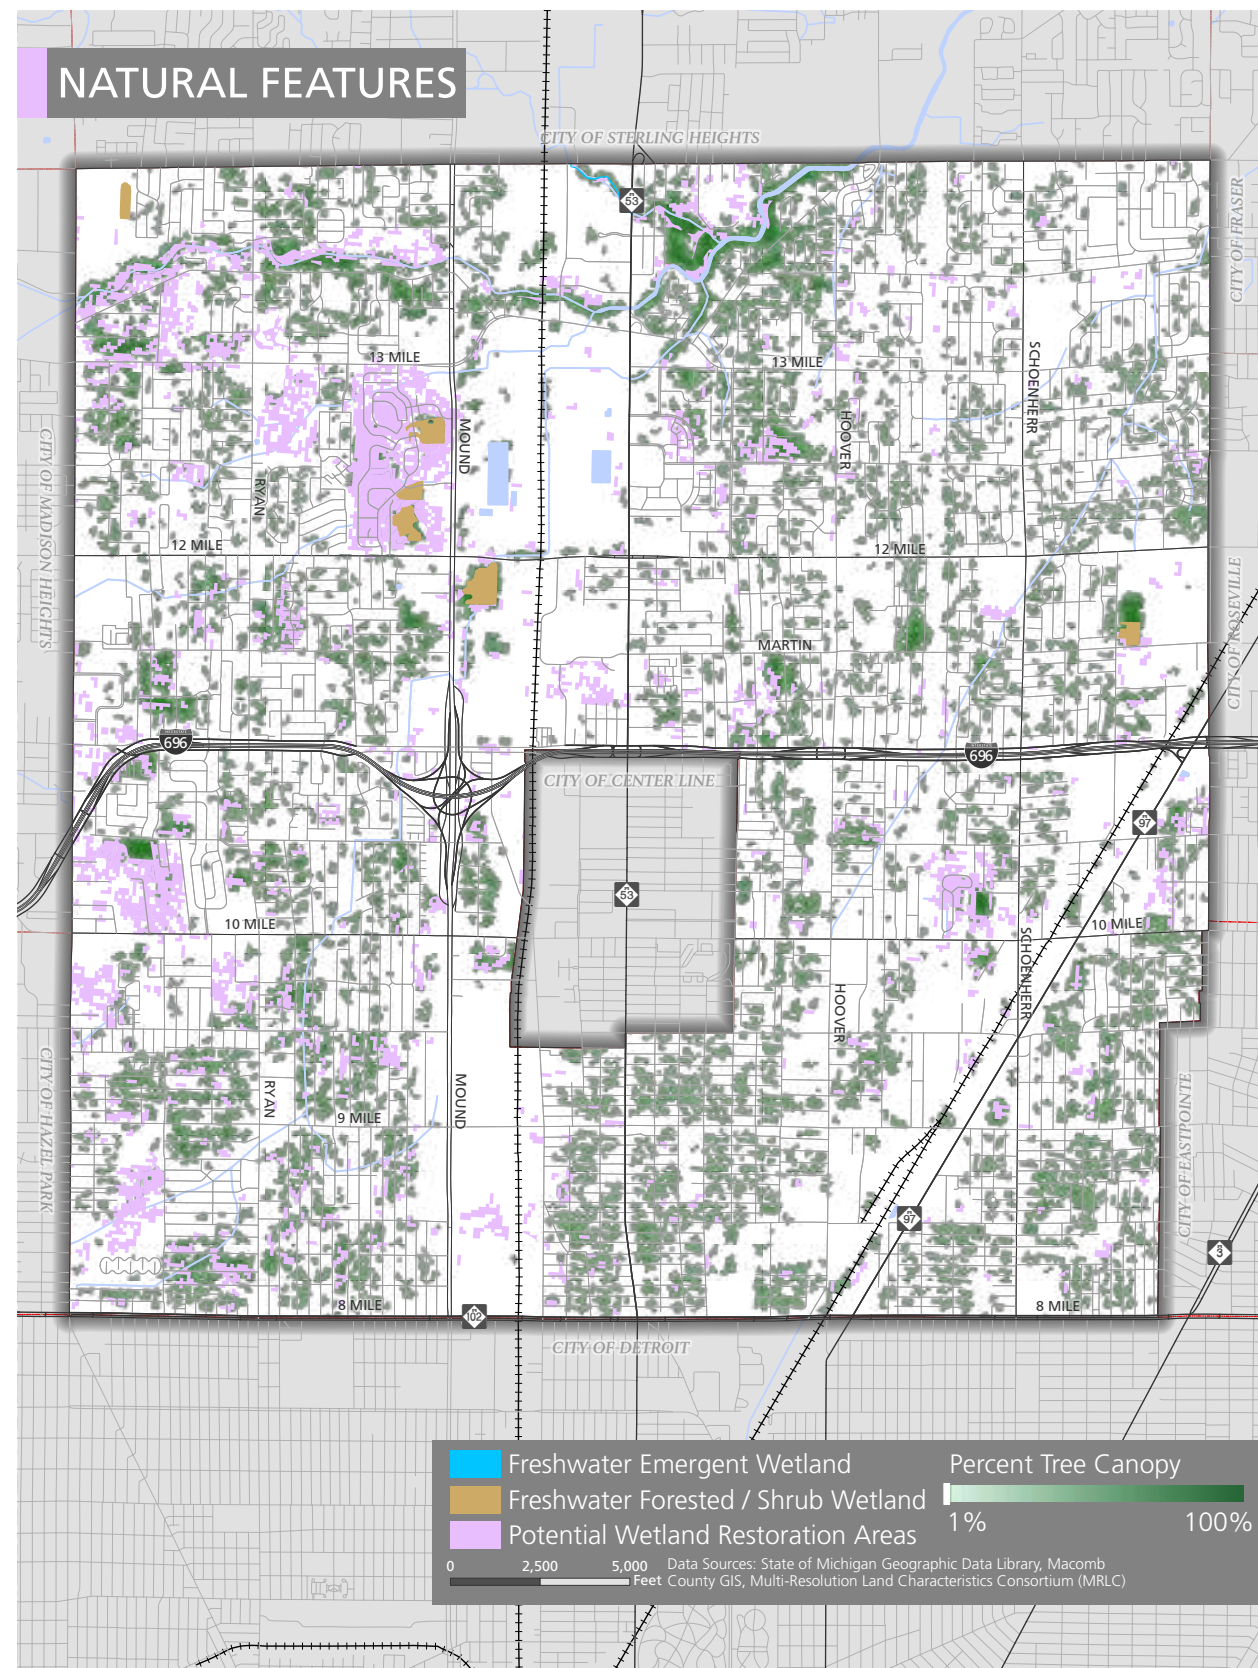 NATURAL FEATURES
CITY OF STERLING HEIGHTS
53
CITY OF FRASER
13 MILE
13 MILE
SCHOENHERR
HOOVER
MOUND
CITY OF MADISON HEIGHTS
RYAN
12 MILE
12 MILE
CITY OF ROSEVILLE
MARTIN
696
696
CITY OF CENTER LINE
97
53
10 MILE
10 MILE
SCHOENHERR
HOOVER
CITY OF HAZEL PARK
RYAN
MOUND
9 MILE
CITY OF EASTPOINTE
97
3
8 MILE
8 MILE
102
CITY OF DETROIT
Freshwater Emergent Wetland
Freshwater Forested / Shrub Wetland
Potential Wetland Restoration Areas
Percent Tree Canopy
1% 100%
0 2,500 5,000
Feet
Data Sources: State of Michigan Geographic Data Library, Macomb
County GIS, Multi-Resolution Land Characteristics Consortium (MRLC)